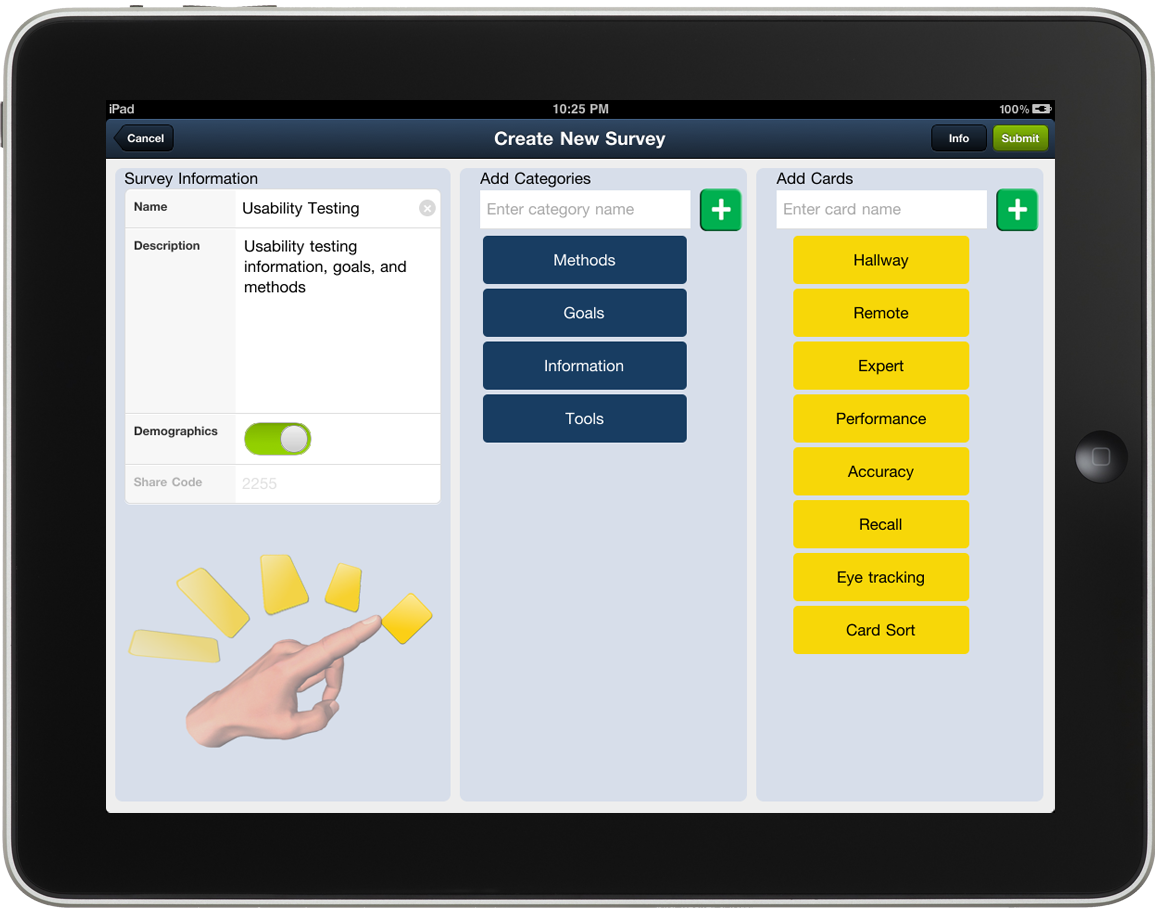 iPad
10:25 PM
100%
Cancel
Create New Survey
Info
Submit
Survey Information
Name
Usability Testing
Description
Usability testing
information, goals, and
methods
Demographics
Share Code
2255
Add Categories
Enter category name
Methods
Goals
Information
Tools
Add Cards
Enter card name
Hallway
Remote
Expert
Performance
Accuracy
Recall
Eye tracking
Card Sort